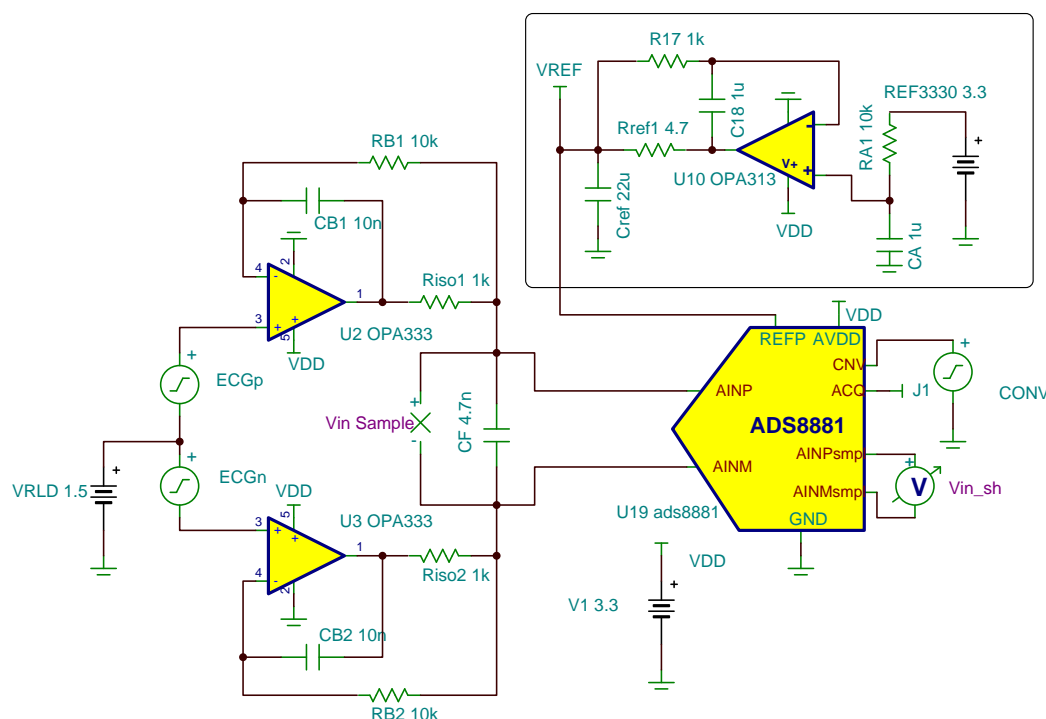 R17 1k
VREF
C18 1u
REF3330 3.3
+
Rref1 4.7
-
V+
+
RA1 10k
U10 OPA313
Cref 22u
VDD
CA 1u
RB1 10k
CB1 10n
4
-
2
1
3
+
+
5
Riso1 1k
U2 OPA333
VDD
+
ECGp
VDD
REFP
AVDD
CNV
+
ACQ
J1
CONV
AINP
ADS8881
+
Vin Sample
-
CF 4.7n
AINM
AINPsmp
+
V
Vin_sh
AINMsmp
U19 ads8881
GND
+
ECGn
VRLD 1.5
+
VDD
5
U3 OPA333
3
+
+
1
4
-
2
Riso2 1k
CB2 10n
RB2 10k
VDD
+
V1 3.3